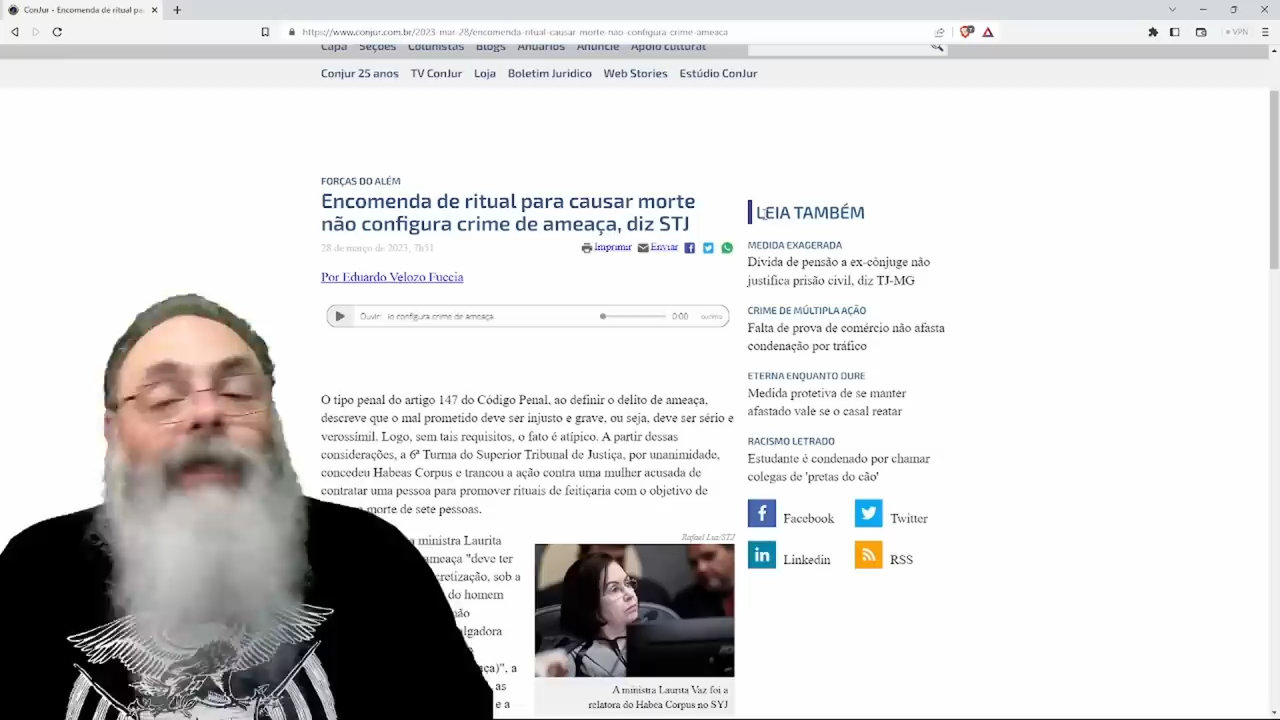 ConJur - Encomenda de ritual pa
https://www.conjur.com.br/2023-mar-28/encomenda-ritual-causar-morte-nao-configura-crime-ameaca
VPN
Capa Seções Colunistas Blogs Anuários Anuncie Apoio cultural
Conjur 25 anos TV ConJur Loja Boletim Juridico Web Stories Estúdio ConJur
FORÇAS DO ALÉM
Encomenda de ritual para causar morte
não configura crime de ameaça, diz STJ
28 de março de 2023, 7h51
Imprimir Enviar
Por Eduardo Velozo Fuccia
Ouvir: ão configura crime de ameaça. 0:00
O tipo penal do artigo 147 do Código Penal, ao definir o delito de ameaça,
descreve que o mal prometido deve ser injusto e grave, ou seja, deve ser sério e
verossímil. Logo, sem tais requisitos, o fato é atípico. A partir dessas
considerações, a 6ª Turma do Superior Tribunal de Justiça, por unanimidade,
concedeu Habeas Corpus e trancou a ação contra uma mulher acusada de
contratar uma pessoa para promover rituais de feitiçaria com o objetivo de
a morte de sete pessoas.
a ministra Laurita
ameaça "deve ter
cretização, sob a
do homem
não
lgadora
ça)", a
as
e a
Rafael Luz/STJ
A ministra Laurita Vaz foi a
relatora do Habea Corpus no SYJ
LEIA TAMBÉM
MEDIDA EXAGERADA
Dívida de pensão a ex-cônjuge não
justifica prisão civil, diz TJ-MG
CRIME DE MÚLTIPLA AÇÃO
Falta de prova de comércio não afasta
condenação por tráfico
ETERNA ENQUANTO DURE
Medida protetiva de se manter
afastado vale se o casal reatar
RACISMO LETRADO
Estudante é condenado por chamar
colegas de 'pretas do cão'
Facebook Twitter
Linkedin RSS